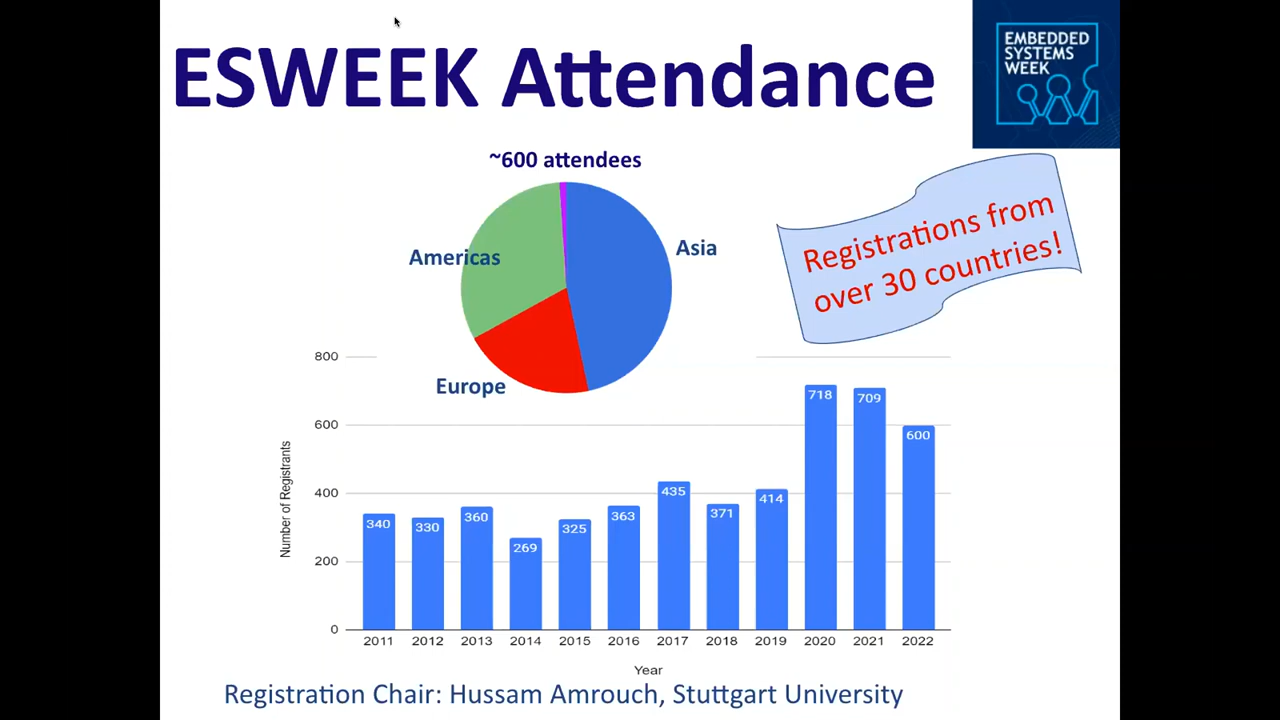 ESWEEK Attendance
EMBEDDED
SYSTEMS
WEEK
~600 attendees
Americas
Asia
Europe
Registrations from
over 30 countries!
800
600
400
200
0
Number of Registrants
340
330
360
269
325
363
435
371
414
718
709
600
2011
2012
2013
2014
2015
2016
2017
2018
2019
2020
2021
2022
Year
Registration Chair: Hussam Amrouch, Stuttgart University